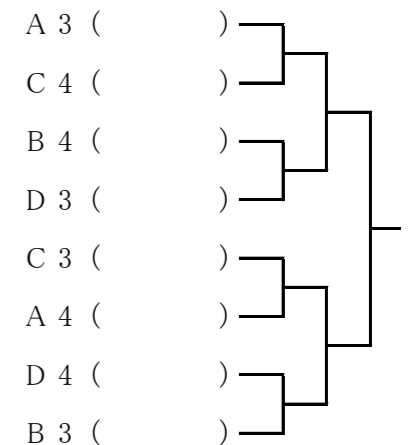 A 3 ( )
C 4 ( )
B 4 ( )
D 3 ( )
C 3 ( )
A 4 ( )
D 4 ( )
B 3 ( )